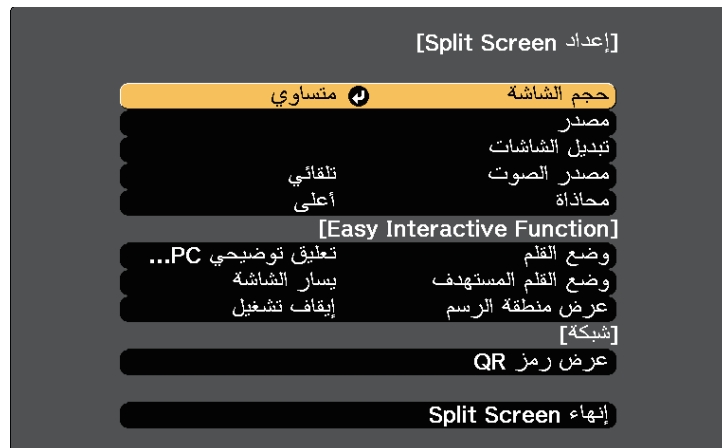 [إعداد Split Screen]
حجم الشاشة متساوي
مصدر
تبديل الشاشات
مصدر الصوت تلقائي
محاذاة أعلى
[Easy Interactive Function]
وضع القلم تعليق توضيحي PC...
وضع القلم المستهدف يسار الشاشة
عرض منطقة الرسم إيقاف تشغيل
[شبكة]
عرض رمز QR
إنهاء Split Screen